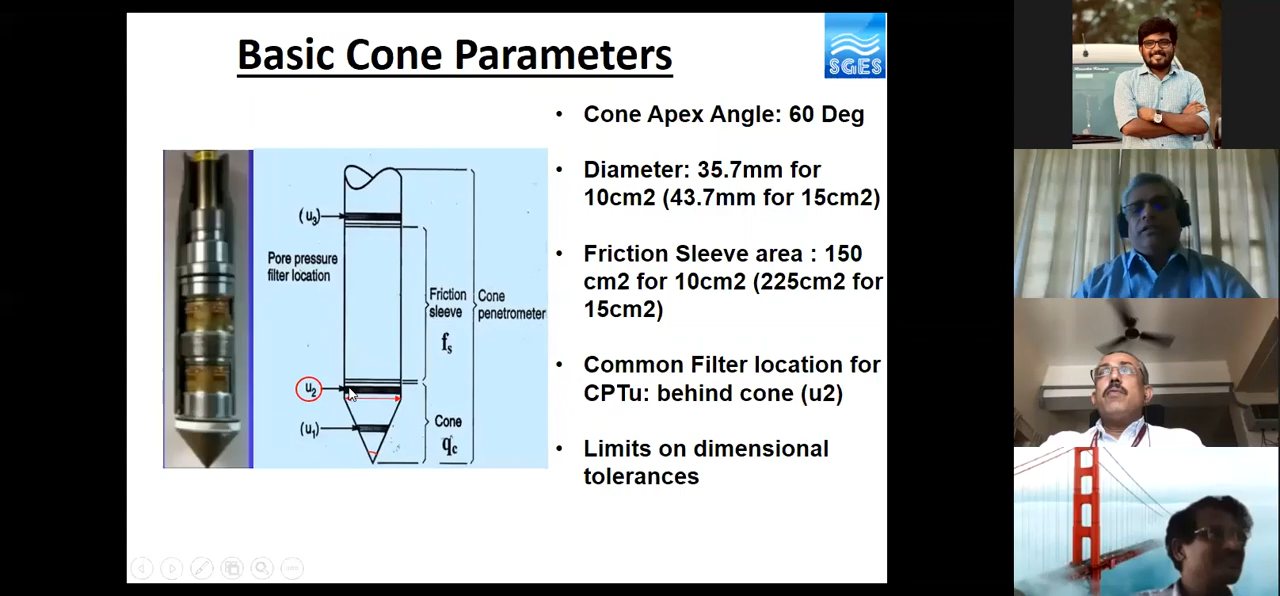 Basic Cone Parameters
SGES
(u3)
Pore pressure
filter location
Friction
sleeve
fs
Cone
penetrometer
u2
(u1)
Cone
qc
• Cone Apex Angle: 60 Deg
• Diameter: 35.7mm for
10cm2 (43.7mm for 15cm2)
• Friction Sleeve area : 150
cm2 for 10cm2 (225cm2 for
15cm2)
• Common Filter location for
CPTu: behind cone (u2)
• Limits on dimensional
tolerances